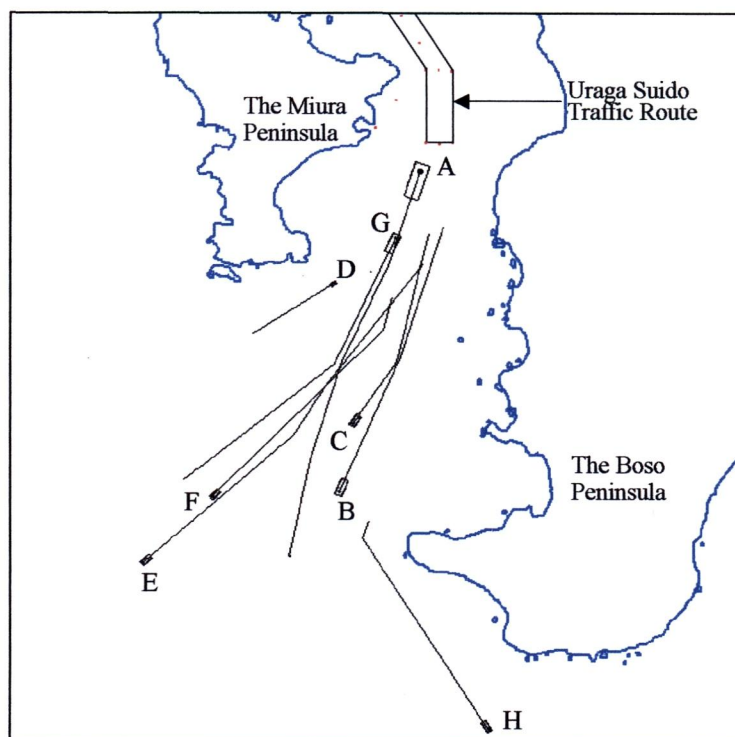 The Miura
Peninsula
Uraga Suido
Traffic Route
A
G
D
C
F
B
E
The Boso
Peninsula
H